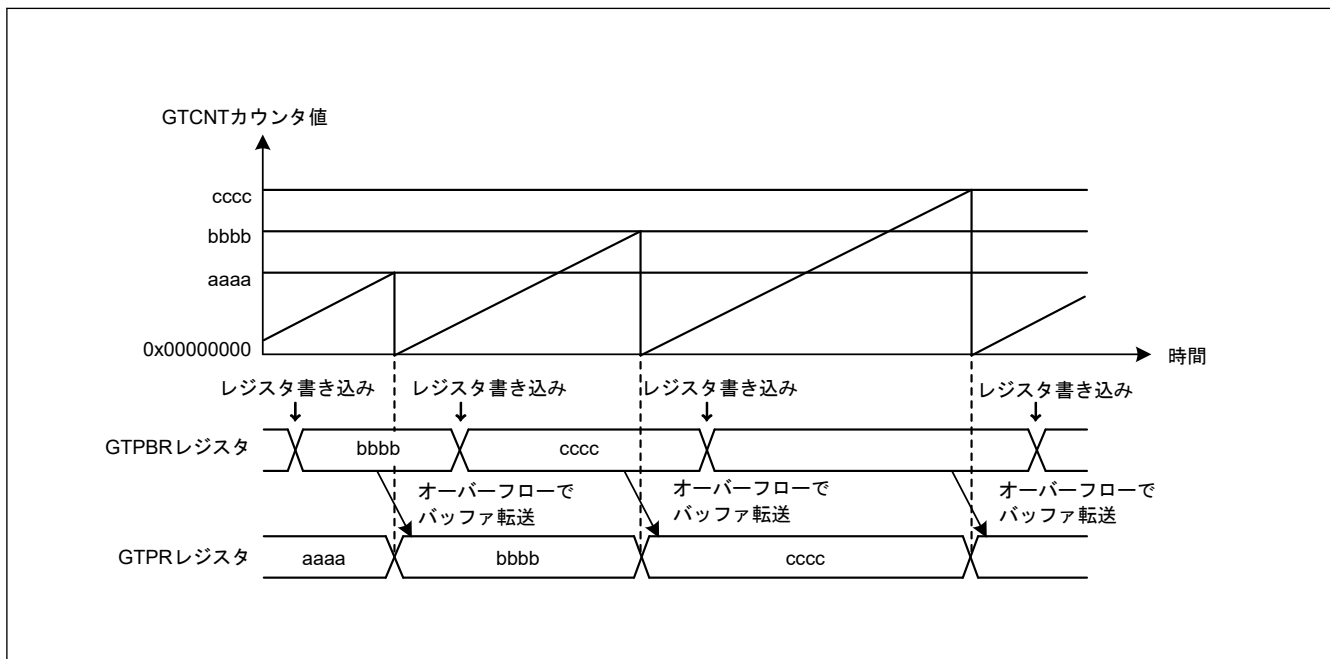 GTCNTカウンタ値
cccc
bbbb
aaaa
0x00000000
時間
レジスタ書き込み
レジスタ書き込み
レジスタ書き込み
レジスタ書き込み
GTPBRレジスタ
bbbb
cccc
オーバーフローで
バッファ転送
オーバーフローで
バッファ転送
オーバーフローで
バッファ転送
GTPRレジスタ
aaaa
bbbb
cccc